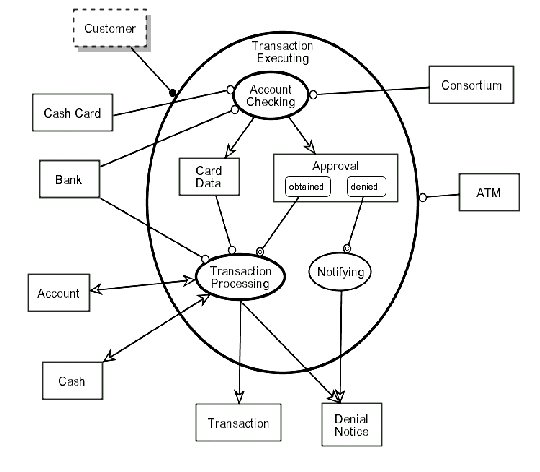 Customer
Transaction
Executing
Account
Checking
Consortium
Cash Card
Bank
Card
Data
Approval
obtained
denied
ATM
Transaction
Processing
Notifying
Account
Cash
Transaction
Denial
Notice